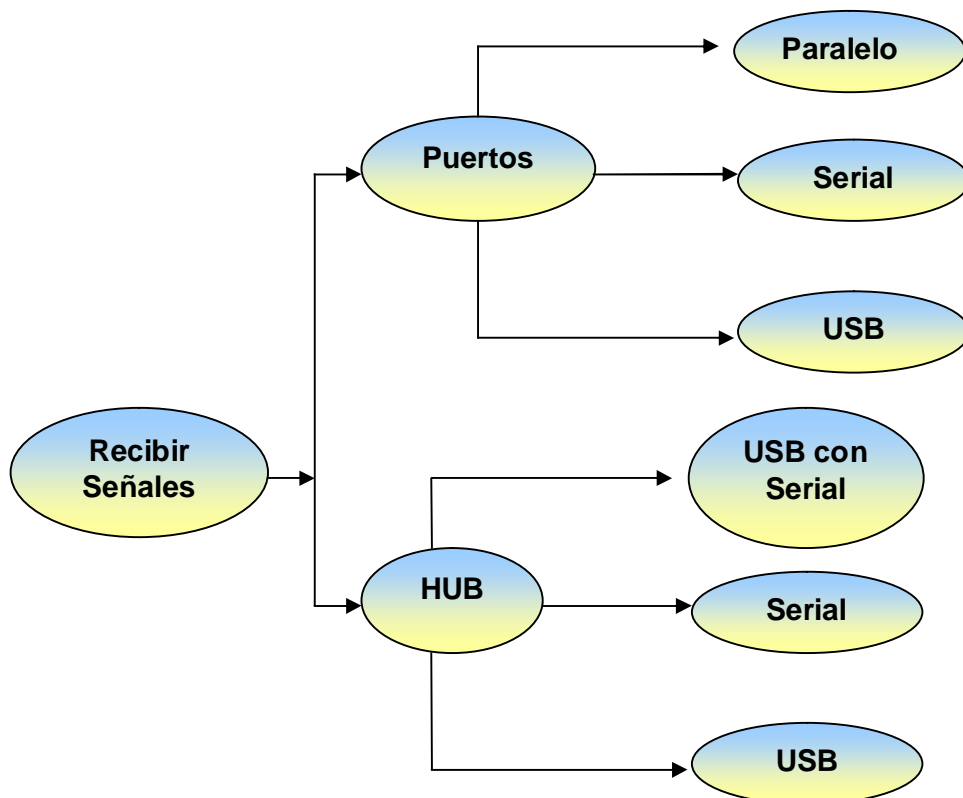 Paralelo
Puertos
Serial
USB
Recibir
Señales
USB con
Serial
HUB
Serial
USB